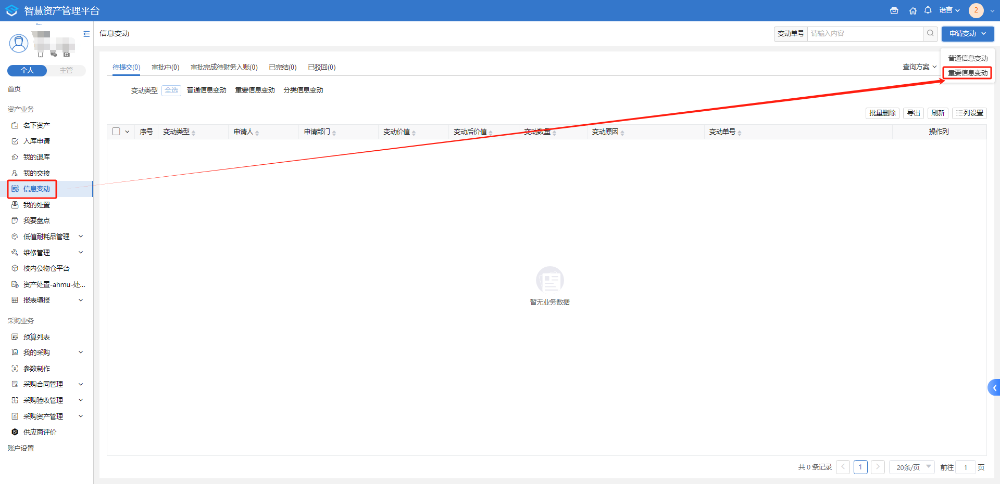 智慧资产管理平台
语言
2
信息变动
变动单号 请输入内容
申请变动
普通信息变动
重要信息变动
个人 主管
首页
资产业务
名下资产
入库申请
我的退库
我的交接
信息变动
我的处置
我要盘点
低值耐耗品管理
维修管理
校内公物仓平台
资产处置-ahmu-处...
报表填报
采购业务
预算列表
我的采购
参数制作
采购合同管理
采购验收管理
采购资产管理
供应商评价
账户设置
待提交(0) 审批中(0) 审批完成待财务入账(0) 已完结(0) 已驳回(0) 查询方案
变动类型 全选 普通信息变动 重要信息变动 分类信息变动
批量删除 导出 刷新 列设置
序号 变动类型 申请人 申请部门 变动价值 变动后价值 变动数量 变动原因 变动单号 操作列
暂无业务数据
共 0 条记录 1 20条/页 前往 1 页